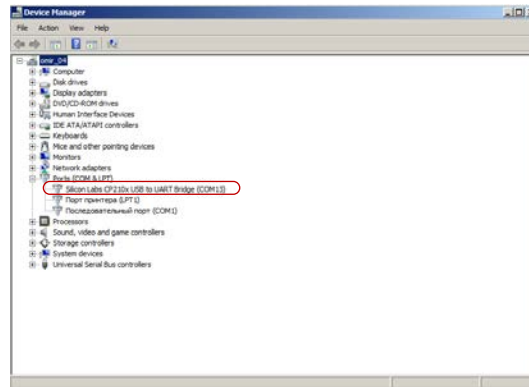 Device Manager
File Action View Help
omir_04
Computer
Disk drives
Display adapters
DVD/CD-ROM drives
Human Interface Devices
IDE ATA/ATAPI controllers
Keyboards
Mice and other pointing devices
Monitors
Network adapters
Ports (COM & LPT)
Silicon Labs CP210x USB to UART Bridge (COM13)
Порт принтера (LPT1)
Последовательный порт (COM1)
Processors
Sound, video and game controllers
Storage controllers
System devices
Universal Serial Bus controllers